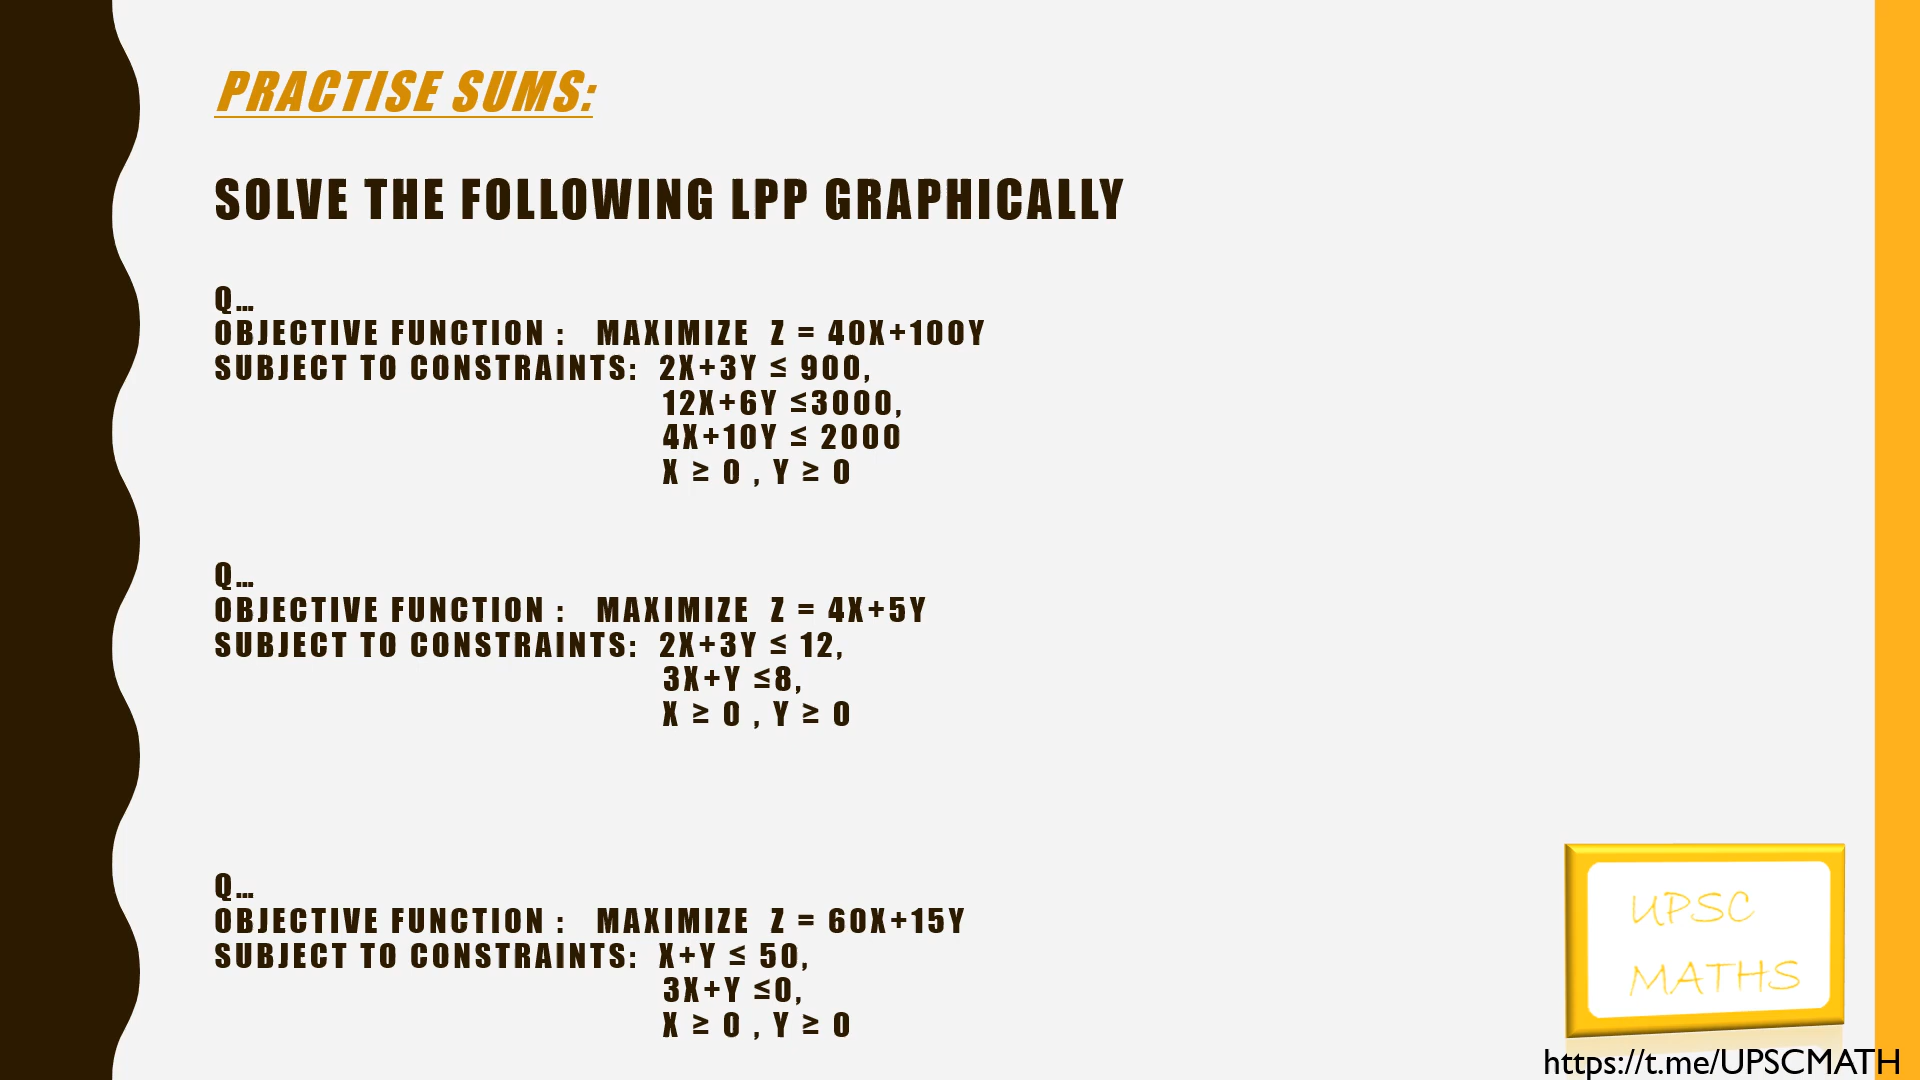 PRACTISE SUMS:
SOLVE THE FOLLOWING LPP GRAPHICALLY
Q...
OBJECTIVE FUNCTION : MAXIMIZE Z = 40X+100Y
SUBJECT TO CONSTRAINTS: 2X+3Y ≤ 900,
12X+6Y ≤3000,
4X+10Y ≤ 2000
X ≥ 0 , Y ≥ 0
Q...
OBJECTIVE FUNCTION : MAXIMIZE Z = 4X+5Y
SUBJECT TO CONSTRAINTS: 2X+3Y ≤ 12,
3X+Y ≤8,
X ≥ 0 , Y ≥ 0
Q...
OBJECTIVE FUNCTION : MAXIMIZE Z = 60X+15Y
SUBJECT TO CONSTRAINTS: X+Y ≤ 50,
3X+Y ≤0,
X ≥ 0 , Y ≥ 0
UPSC
MATHS
https://t.me/UPSCMATH